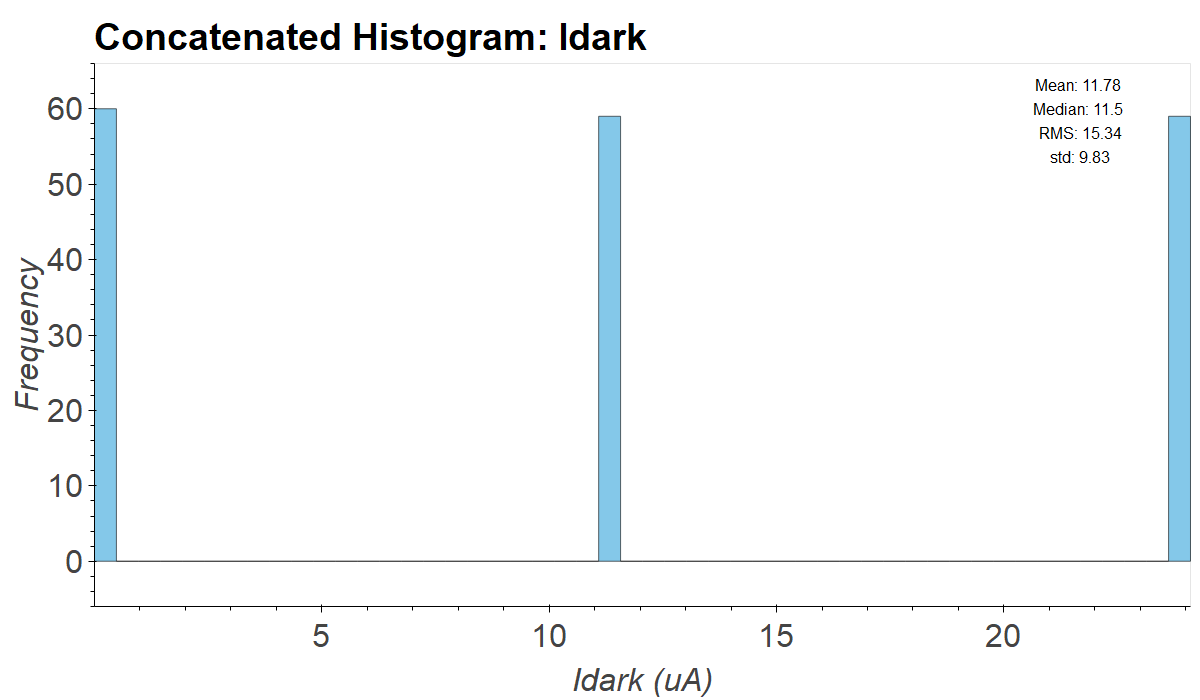 Concatenated Histogram: Idark
Mean: 11.78
Median: 11.5
RMS: 15.34
std: 9.83
60
50
40
30
20
10
0
Frequency
5 10 15 20
Idark (uA)